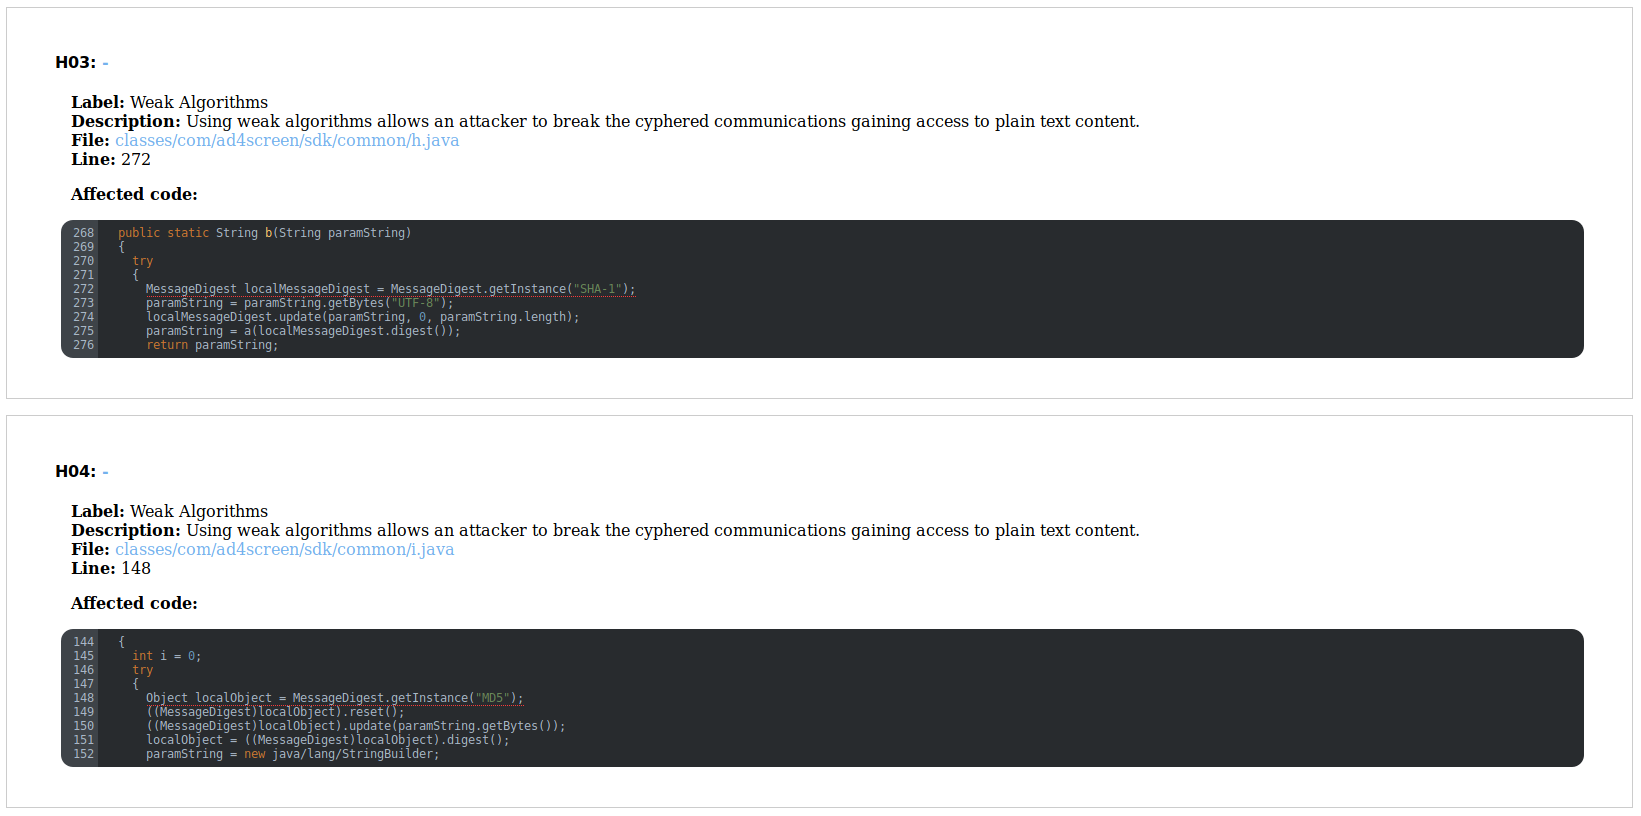 H03: -
Label: Weak Algorithms
Description: Using weak algorithms allows an attacker to break the cyphered communications gaining access to plain text content.
File: classes/com/ad4screen/sdk/common/h.java
Line: 272
Affected code:
268 public static String b(String paramString)
269 {
270 try
271 {
272 MessageDigest localMessageDigest = MessageDigest.getInstance("SHA-1");
273 paramString = paramString.getBytes("UTF-8");
274 localMessageDigest.update(paramString, 0, paramString.length);
275 paramString = a(localMessageDigest.digest());
276 return paramString;
H04: -
Label: Weak Algorithms
Description: Using weak algorithms allows an attacker to break the cyphered communications gaining access to plain text content.
File: classes/com/ad4screen/sdk/common/i.java
Line: 148
Affected code:
144 {
145 int i = 0;
146 try
147 {
148 Object localObject = MessageDigest.getInstance("MD5");
149 ((MessageDigest)localObject).reset();
150 ((MessageDigest)localObject).update(paramString.getBytes());
151 localObject = ((MessageDigest)localObject).digest();
152 paramString = new java/lang/StringBuilder;